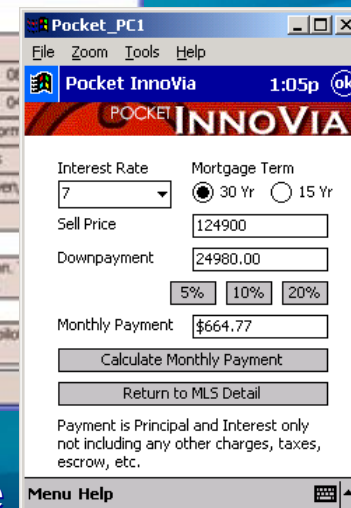 Pocket_PC1
File Zoom Tools Help
Pocket InnoVia 1:05p ok
POCKET INNOVIA
Interest Rate Mortgage Term
7 30 Yr 15 Yr
Sell Price 124900
Downpayment 24980.00
5% 10% 20%
Monthly Payment $664.77
Calculate Monthly Payment
Return to MLS Detail
Payment is Principal and Interest only
not including any other charges, taxes,
escrow, etc.
Menu Help